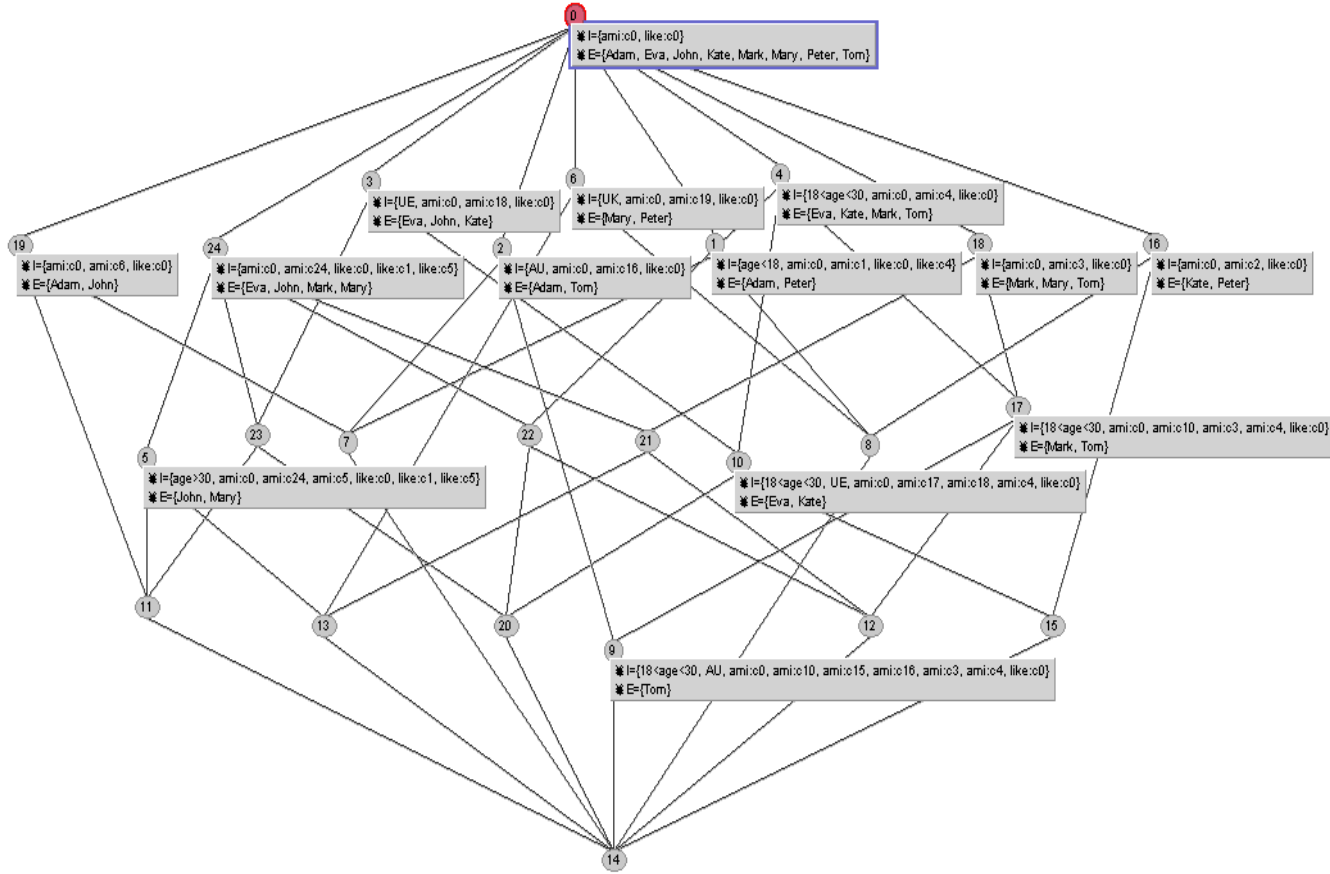 0
I={ami:c0, like:c0}
E={Adam, Eva, John, Kate, Mark, Mary, Peter, Tom}
3
I={UE, ami:c0, ami:c18, like:c0}
E={Eva, John, Kate}
6
I={UK, ami:c0, ami:c19, like:c0}
E={Mary, Peter}
4
I={18<age<30, ami:c0, ami:c4, like:c0}
E={Eva, Kate, Mark, Tom}
19
I={ami:c0, ami:c6, like:c0}
E={Adam, John}
24
I={ami:c0, ami:c24, like:c0, like:c1, like:c5}
E={Eva, John, Mark, Mary}
2
I={AU, ami:c0, ami:c16, like:c0}
E={Adam, Tom}
1
I={age<18, ami:c0, ami:c1, like:c0, like:c4}
E={Adam, Peter}
18
I={ami:c0, ami:c3, like:c0}
E={Mark, Mary, Tom}
16
I={ami:c0, ami:c2, like:c0}
E={Kate, Peter}
17
I={18<age<30, ami:c0, ami:c10, ami:c3, ami:c4, like:c0}
E={Mark, Tom}
23
7
22
21
8
5
I={age>30, ami:c0, ami:c24, ami:c5, like:c0, like:c1, like:c5}
E={John, Mary}
10
I={18<age<30, UE, ami:c0, ami:c17, ami:c18, ami:c4, like:c0}
E={Eva, Kate}
11
13
20
12
15
9
I={18<age<30, AU, ami:c0, ami:c10, ami:c15, ami:c16, ami:c3, ami:c4, like:c0}
E={Tom}
14